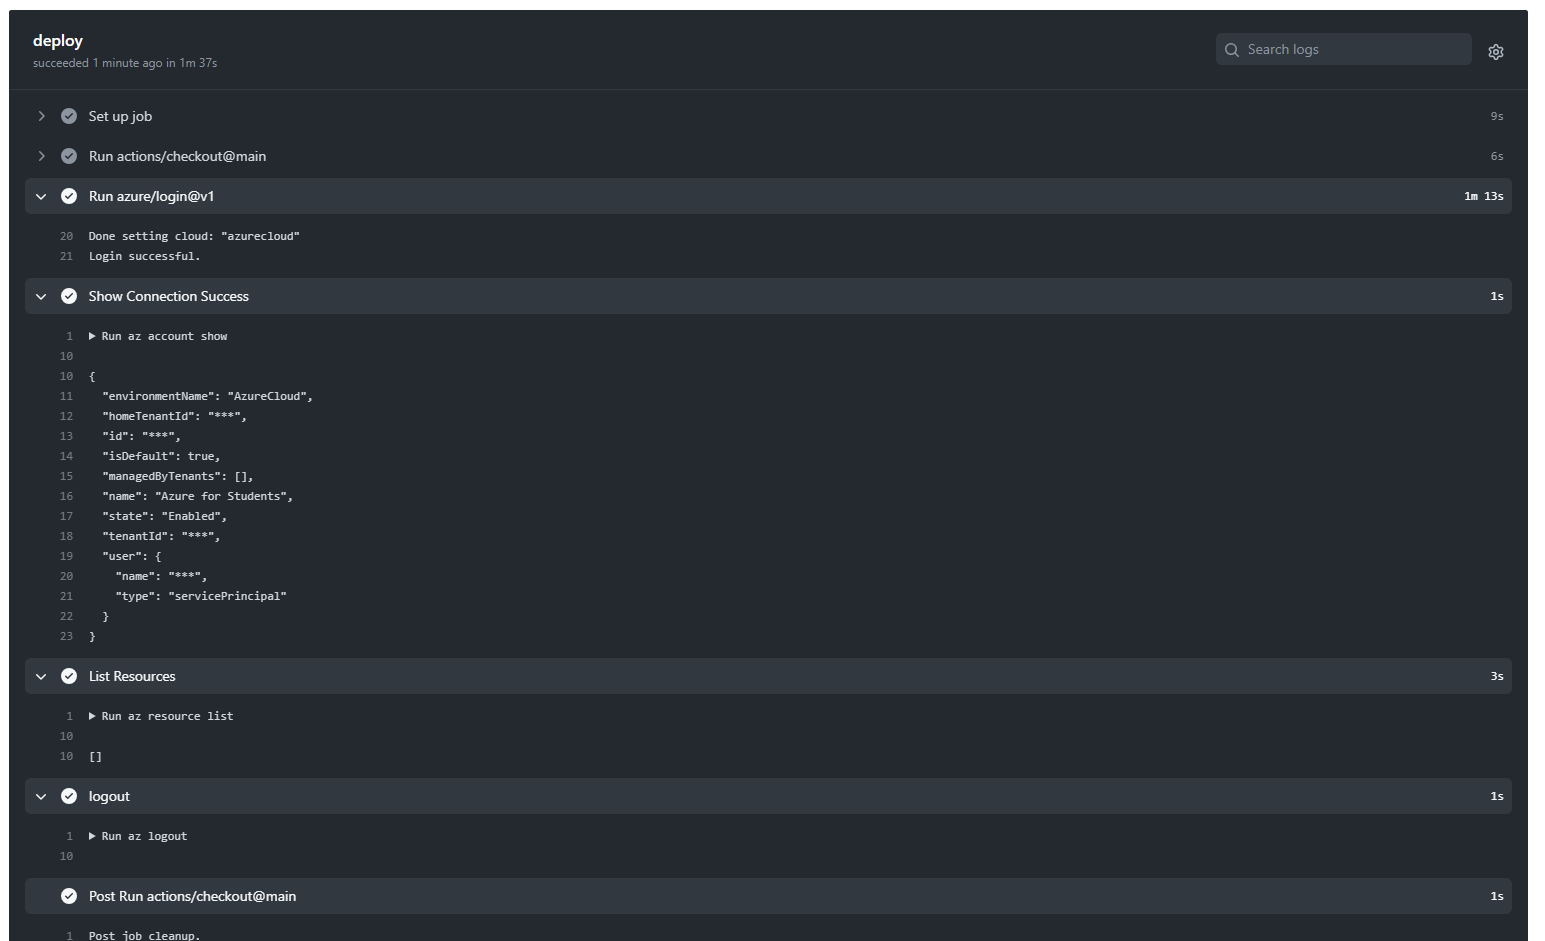 deploy
succeeded 1 minute ago in 1m 37s
Search logs
Set up job 9s
Run actions/checkout@main 6s
Run azure/login@v1 1m 13s
20 Done setting cloud: "azurecloud"
21 Login successful.
Show Connection Success 1s
1 Run az account show
10
10 {
11 "environmentName": "AzureCloud",
12 "homeTenantId": "***",
13 "id": "***",
14 "isDefault": true,
15 "managedByTenants": [],
16 "name": "Azure for Students",
17 "state": "Enabled",
18 "tenantId": "***",
19 "user": {
20 "name": "***",
21 "type": "servicePrincipal"
22 }
23 }
List Resources 3s
1 Run az resource list
10
10 []
logout 1s
1 Run az logout
10
Post Run actions/checkout@main 1s
1 Post job cleanup.